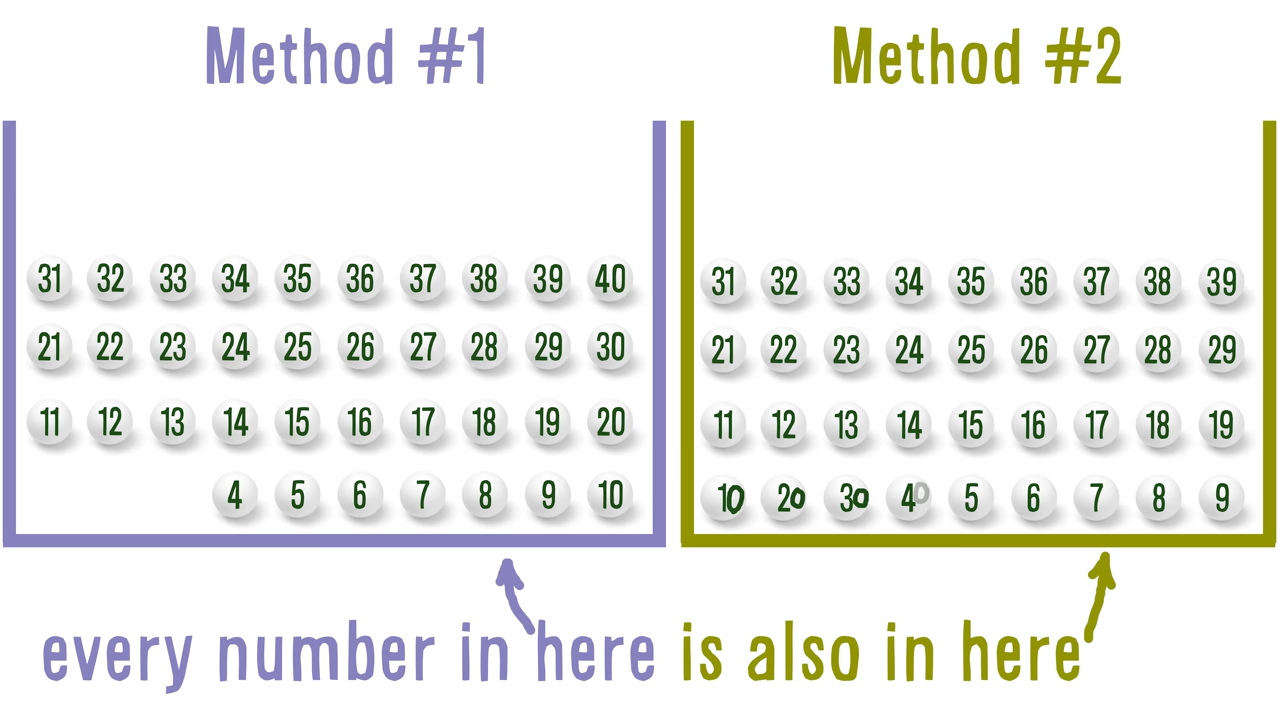 Method #1 Method #2
31 32 33 34 35 36 37 38 39 40 31 32 33 34 35 36 37 38 39
21 22 23 24 25 26 27 28 29 30 21 22 23 24 25 26 27 28 29
11 12 13 14 15 16 17 18 19 20 11 12 13 14 15 16 17 18 19
4 5 6 7 8 9 10 10 20 30 40 5 6 7 8 9
every number in here is also in here